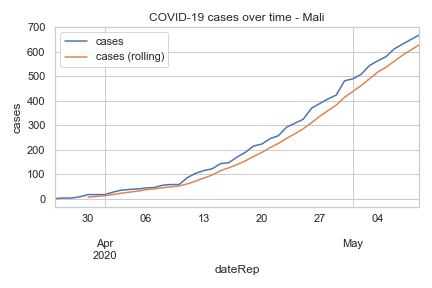 COVID-19 cases over time - Mali
cases
cases (rolling)
700
600
500
400
300
200
100
0
cases
30
06
13
20
27
04
Apr
2020
May
dateRep